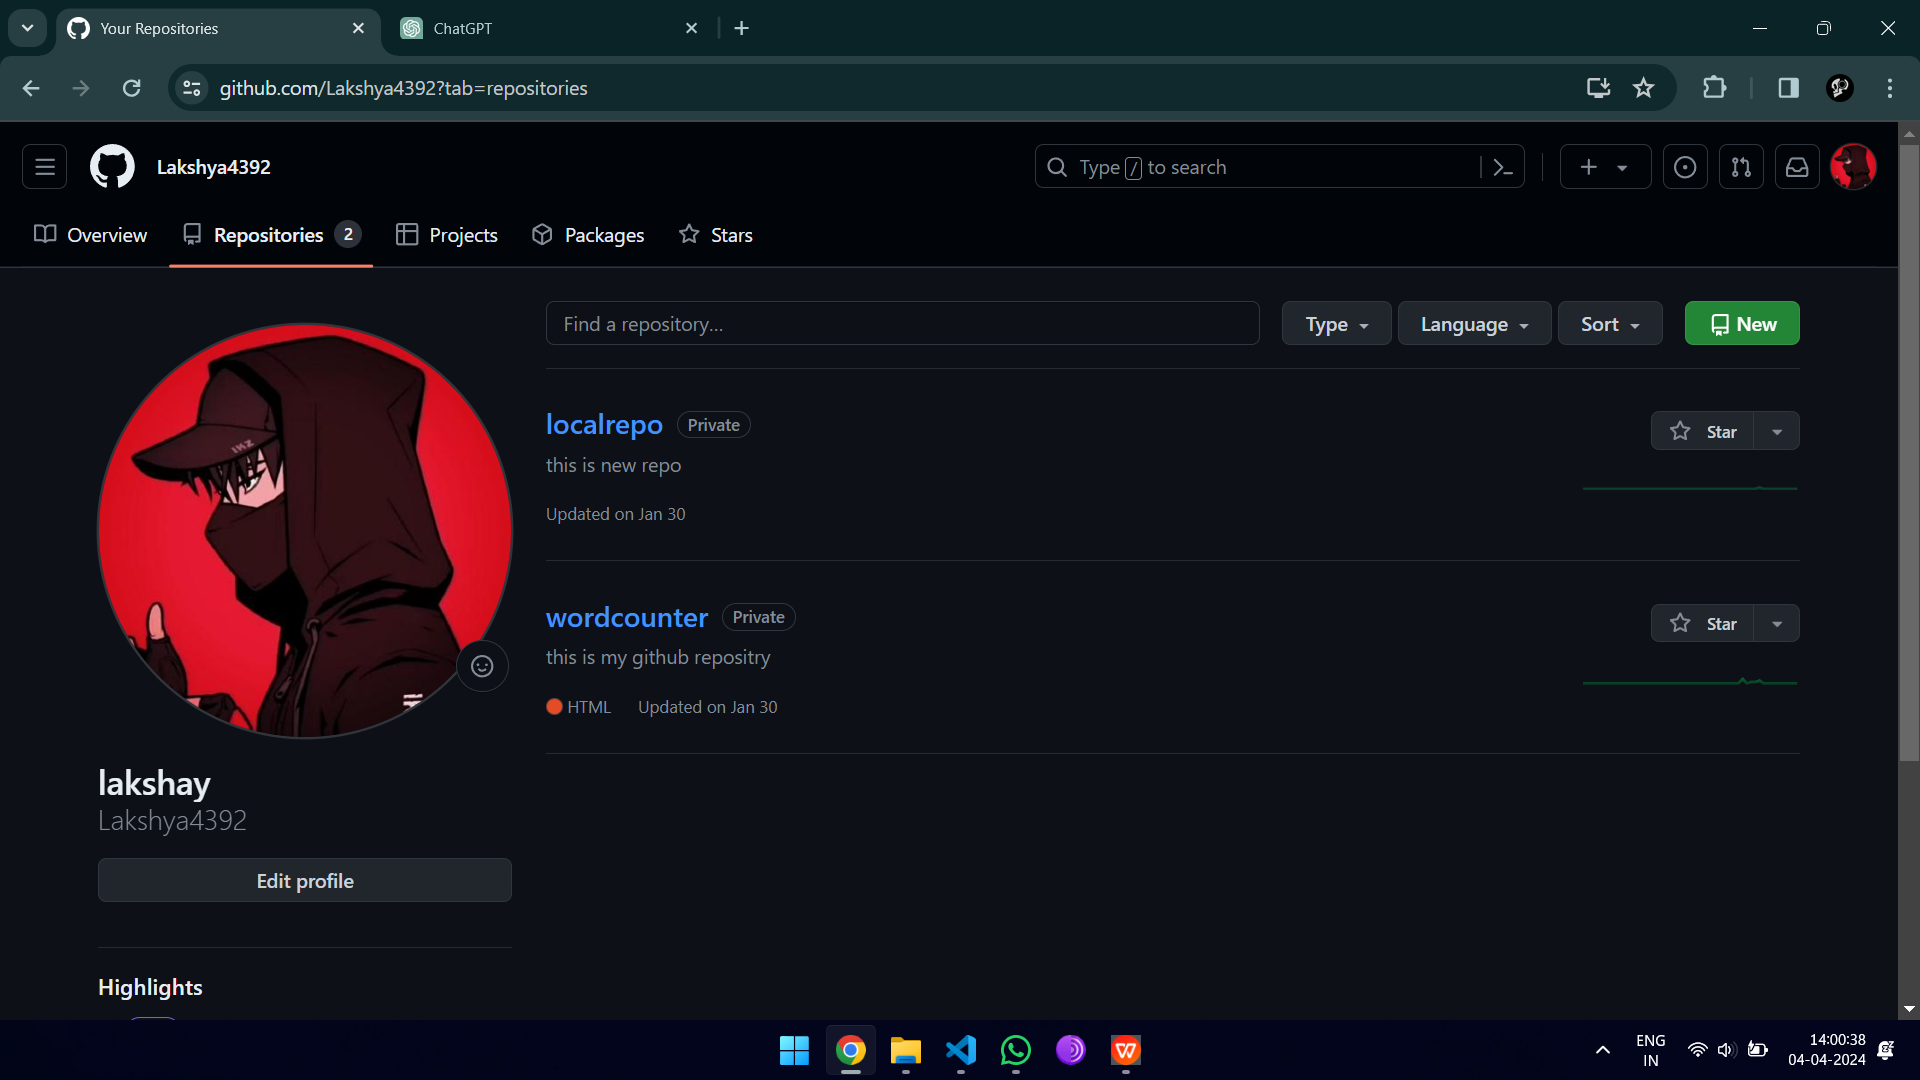 Your Repositories
ChatGPT
github.com/Lakshya4392?tab=repositories
Lakshya4392
Type / to search
Overview
Repositories 2
Projects
Packages
Stars
Find a repository...
Type
Language
Sort
New
localrepo Private
Star
this is new repo
Updated on Jan 30
wordcounter Private
Star
this is my github repositry
HTML Updated on Jan 30
IKZ
lakshay
Lakshya4392
Edit profile
Highlights
ENG
IN
14:00:38
04-04-2024